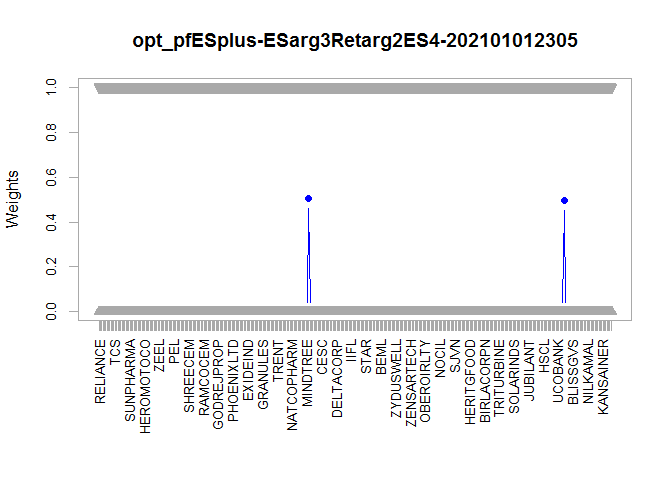 opt_pfESplus-ESarg3Retarg2ES4-202101012305
Weights
1.0
0.8
0.6
0.4
0.2
0.0
RELIANCE
TCS
SUNPHARMA
HEROMOTOCO
ZEEL
PEL
SHREECEM
RAMCOCEM
GODREJPROP
PHOENIXLTD
EXIDEIND
GRANULES
TRENT
NATCOPHARM
MINDTREE
CESC
DELTACORP
IIFL
STAR
BEML
ZYDUSWELL
ZENSARTECH
OBEROIRLTY
NOCIL
SJVN
HERITGFOOD
BIRLACORPN
TRITURBINE
SOLARINDS
JUBILANT
HSCL
UCOBANK
BLISSGVS
NILKAMAL
KANSAINER